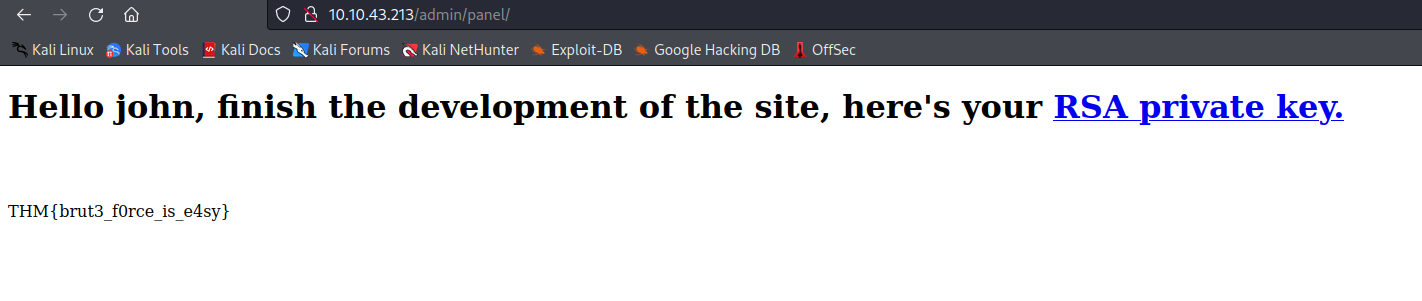 10.10.43.213/admin/panel/
Kali Linux Kali Tools Kali Docs Kali Forums Kali NetHunter Exploit-DB Google Hacking DB OffSec
Hello john, finish the development of the site, here's your RSA private key.
THM{brut3_f0rce_is_e4sy}